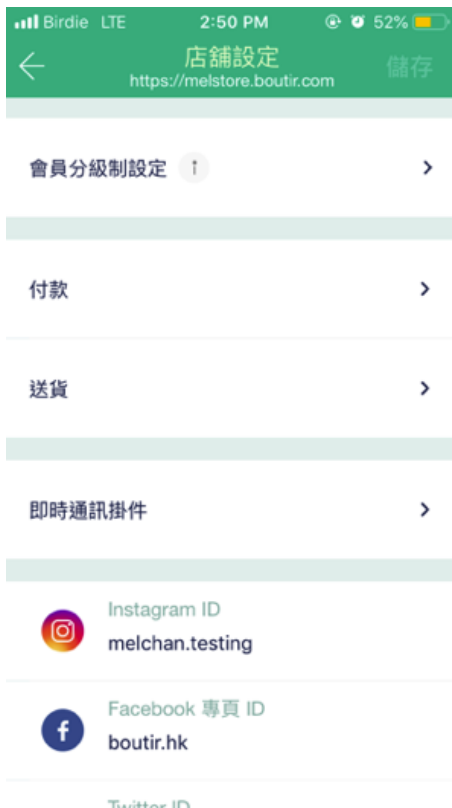 Birdie LTE 2:50 PM 52%
店舖設定
https://melstore.boutir.com
儲存
會員分級制設定
付款
送貨
即時通訊掛件
Instagram ID
melchan.testing
Facebook 專頁 ID
boutir.hk
Twitter ID